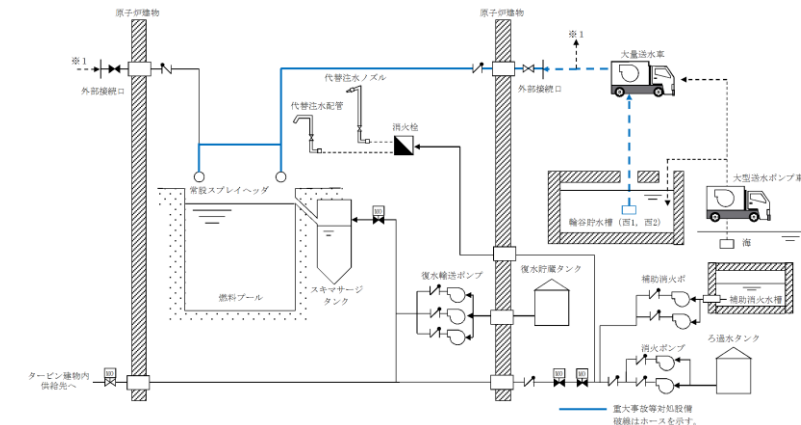 原子炉建物
原子炉建物
※1
※1
大量送水車
外部接続口
外部接続口
代替注水ノズル
代替注水配管
消火栓
大型送水ポンプ車
常設スプレイヘッダ
輪谷貯水槽（西1，西2）
海
MO
復水輸送ポンプ
復水貯蔵タンク
補助消火ポ
補助消火水槽
燃料プール
スキマサージ
タンク
消火ポンプ
ろ過水タンク
タービン建物内
供給先へ
MO
MO
MO
重大事故等対処設備
破線はホースを示す。